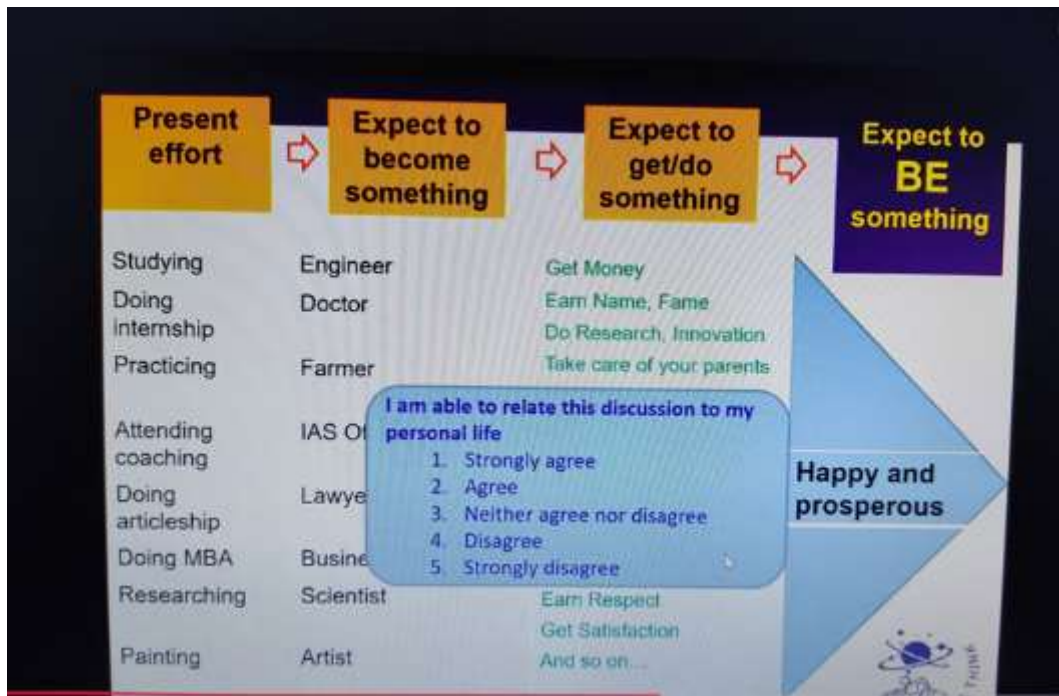 Present
effort
Expect to
become
something
Expect to
get/do
something
Expect to
BE
something
Studying
Engineer
Get Money
Doing
internship
Doctor
Earn Name, Fame
Do Research, Innovation
Practicing
Farmer
Take care of your parents
I am able to relate this discussion to my
personal life
1. Strongly agree
2. Agree
3. Neither agree nor disagree
4. Disagree
5. Strongly disagree
Attending
coaching
IAS
Doing
articleship
Doing MBA
Happy and
prosperous
Researching
Scientist
Earn Respect
Get Satisfaction
Painting
Artist
And so on...
THINK